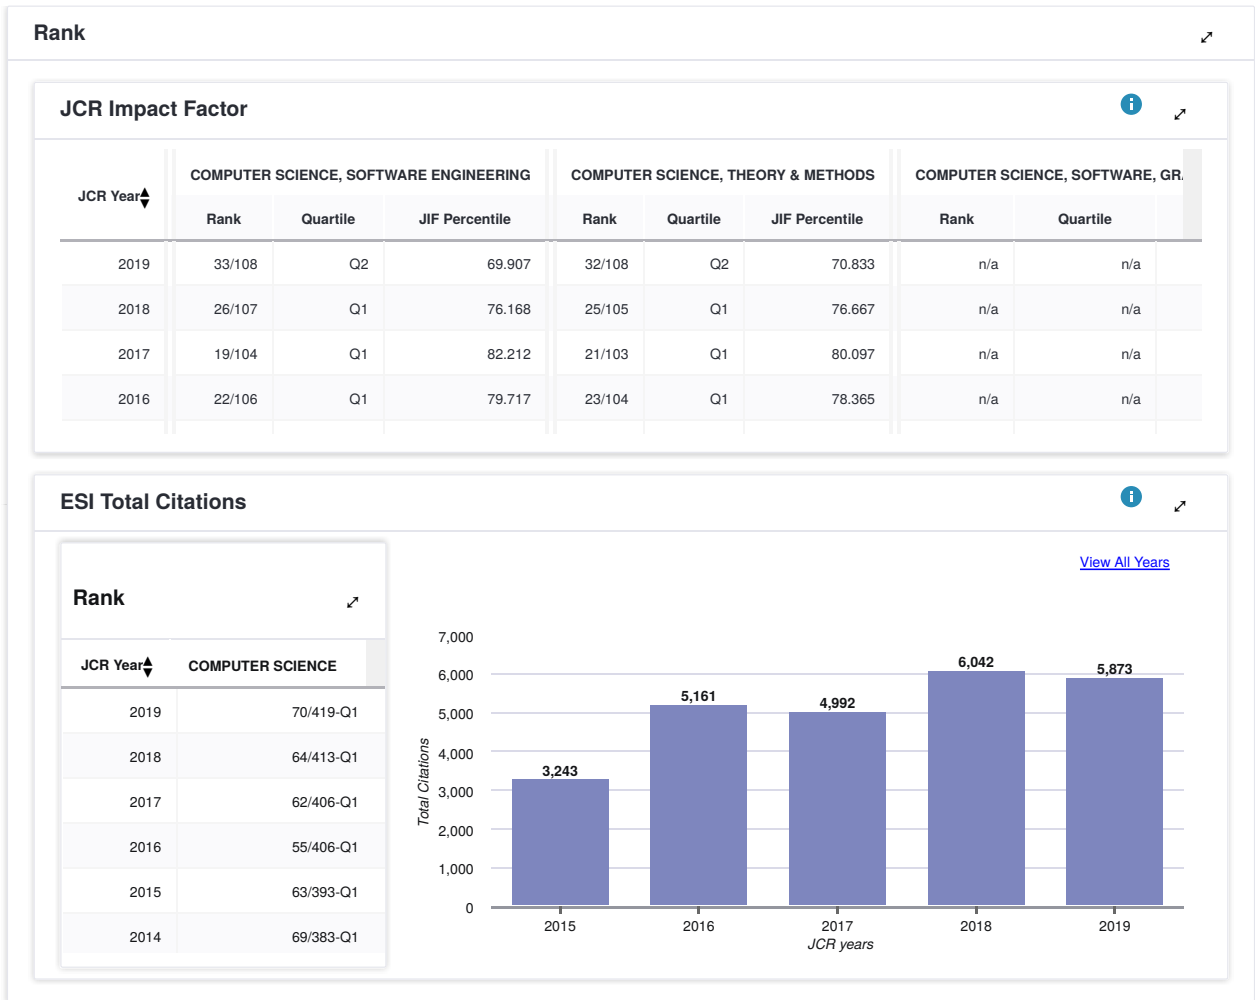 Rank
JCR Impact Factor
JCR Year
COMPUTER SCIENCE, SOFTWARE ENGINEERING COMPUTER SCIENCE, THEORY & METHODS COMPUTER SCIENCE, SOFTWARE,
Rank Quartile JIF Percentile Rank Quartile JIF Percentile Rank Quartile
2019 33/108 Q2 69.907 32/108 Q2 70.833 n/a n/a
2018 26/107 Q1 76.168 25/105 Q1 76.667 n/a n/a
2017 19/104 Q1 82.212 21/103 Q1 80.097 n/a n/a
2016 22/106 Q1 79.717 23/104 Q1 78.365 n/a n/a
ESI Total Citations
Rank
JCR Year COMPUTER SCIENCE
2019 70/419-Q1
2018 64/413-Q1
2017 62/406-Q1
2016 55/406-Q1
2015 63/393-Q1
2014 69/383-Q1
View All Years
Total Citations
7,000
6,000
5,000
4,000
3,000
2,000
1,000
0
3,243
5,161
4,992
6,042
5,873
2015 2016 2017 2018 2019
JCR years